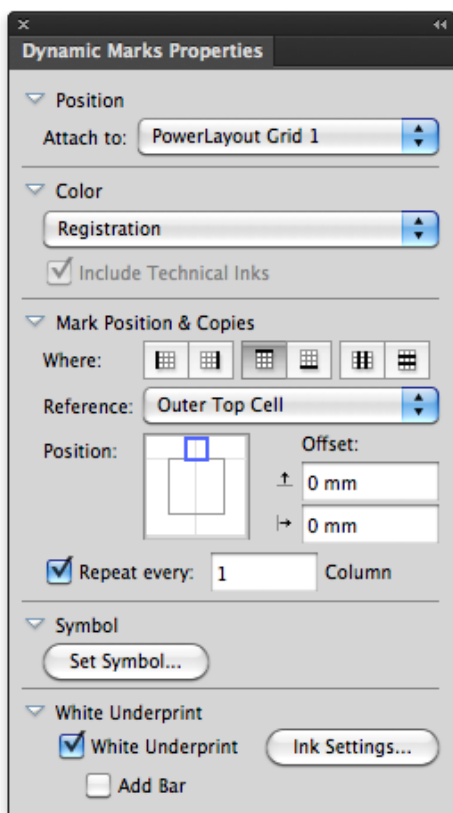 Dynamic Marks Properties
Position
Attach to: PowerLayout Grid 1
Color
Registration
Include Technical Inks
Mark Position & Copies
Where:
Reference: Outer Top Cell
Position:
Offset:
0 mm
0 mm
Repeat every: 1 Column
Symbol
Set Symbol...
White Underprint
White Underprint Ink Settings...
Add Bar